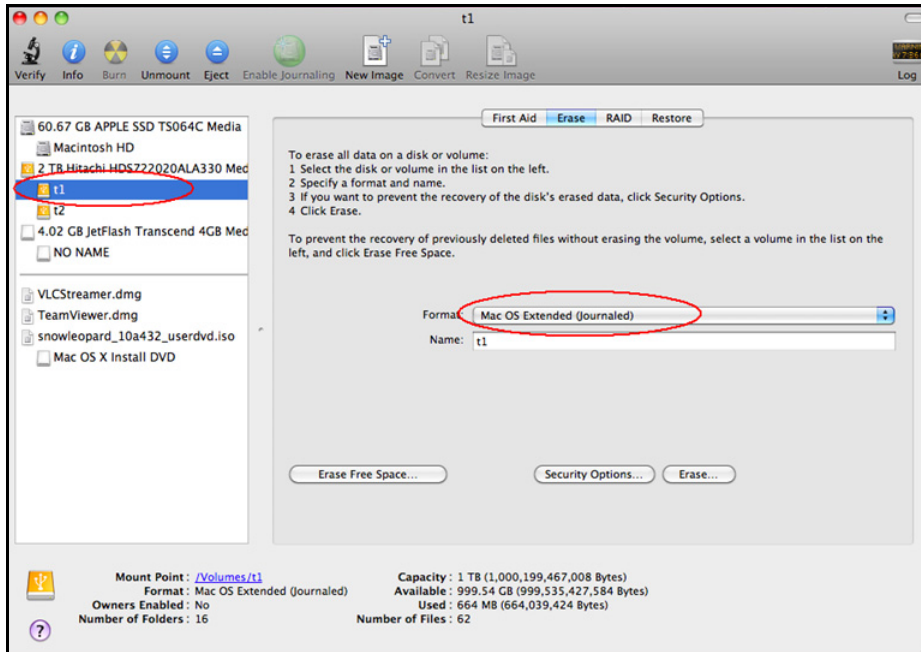 t1
Verify Info Burn Unmount Eject Enable Journaling New Image Convert Resize Image Log
60.67 GB APPLE SSD TS064C Media
Macintosh HD
2 TB Hitachi HDS722020ALA330 Med
t1
t2
4.02 GB JetFlash Transcend 4GB Med
NO NAME
VLCStreamer.dmg
TeamViewer.dmg
snowleopard_10a432_userdvd.iso
Mac OS X Install DVD
First Aid Erase RAID Restore
To erase all data on a disk or volume:
1 Select the disk or volume in the list on the left.
2 Specify a format and name.
3 If you want to prevent the recovery of the disk's erased data, click Security Options.
4 Click Erase.
To prevent the recovery of previously deleted files without erasing the volume, select a volume in the list on the
left, and click Erase Free Space.
Format: Mac OS Extended (Journaled)
Name: t1
Erase Free Space... Security Options... Erase...
Mount Point : /Volumes/t1
Format : Mac OS Extended (Journaled)
Owners Enabled : No
Number of Folders : 16
Capacity : 1 TB (1,000,199,467,008 Bytes)
Available : 999.54 GB (999,535,427,584 Bytes)
Used : 664 MB (664,039,424 Bytes)
Number of Files : 62
?